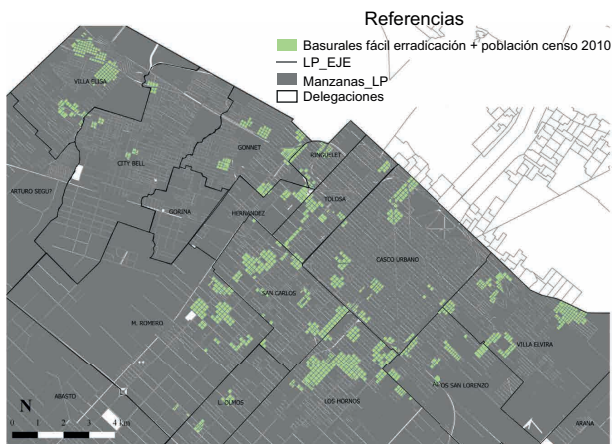 Referencias
Basurales fácil erradicación + población censo 2010
LP_EJE
Manzanas_LP
Delegaciones
VILLA ELISA
CITY BELL
GONNET
RINGUELET
ARTURO SEGUI
GORINA
HERNANDEZ
TOLOSA
CASCO URBANO
SAN CARLOS
M. ROMERO
VILLA ELVIRA
ABASTO
L. OLMOS
LOS HORNOS
ALTOS SAN LORENZO
ARANA
N
0 1 2 3 4 km